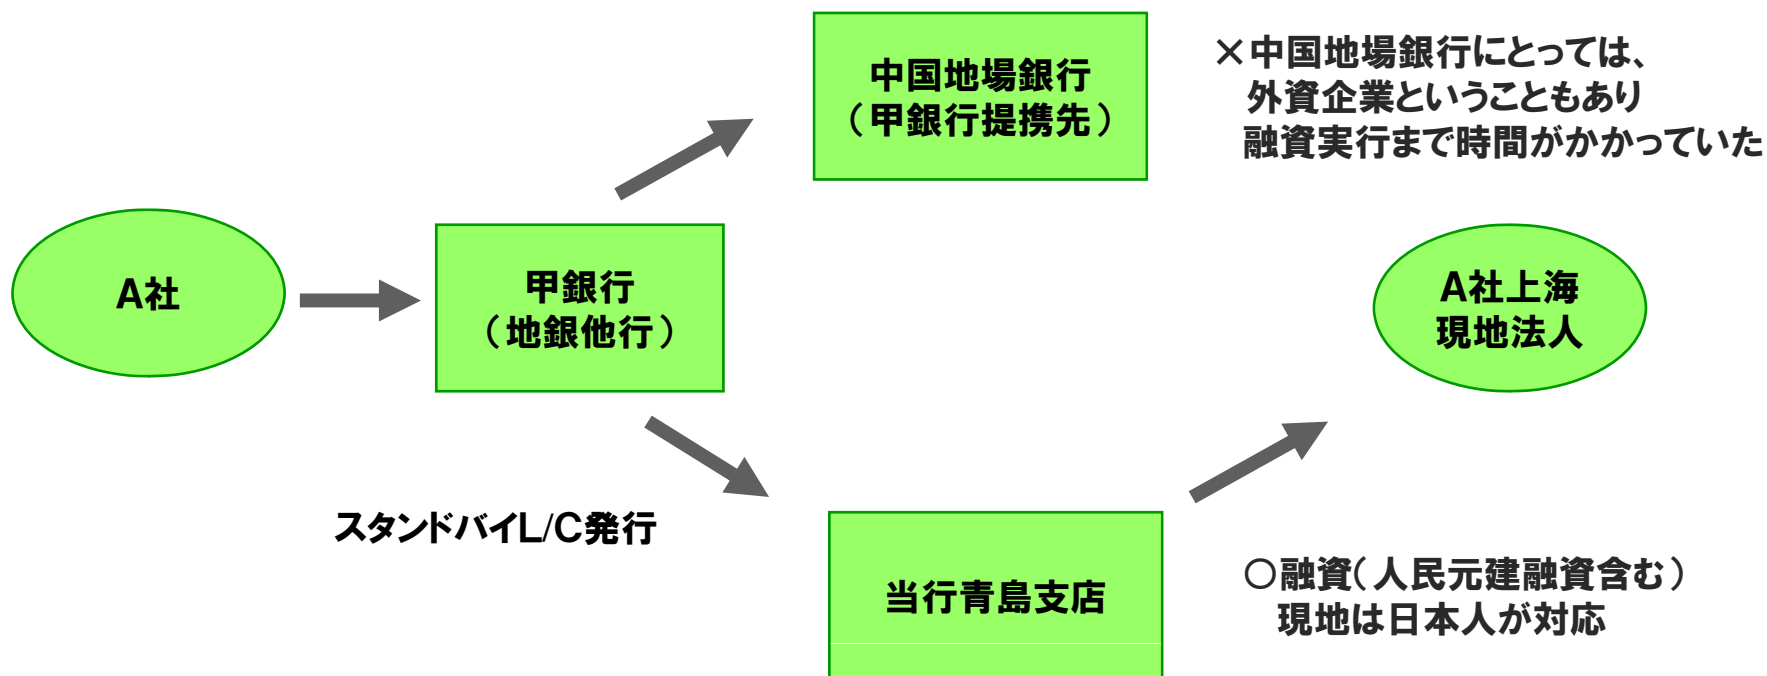 中国地場銀行
（甲銀行提携先）
×中国地場銀行にとっては、
外資企業ということもあり
融資実行まで時間がかかっていた
A社
甲銀行
（地銀他行）
A社上海
現地法人
スタンドバイL/C発行
当行青島支店
○融資（人民元建融資含む）
現地は日本人が対応